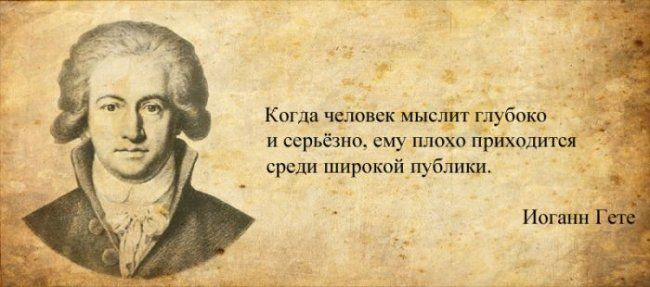 Когда человек мыслит глубоко
и серьёзно, ему плохо приходится
среди широкой публики.
Иоганн Гете